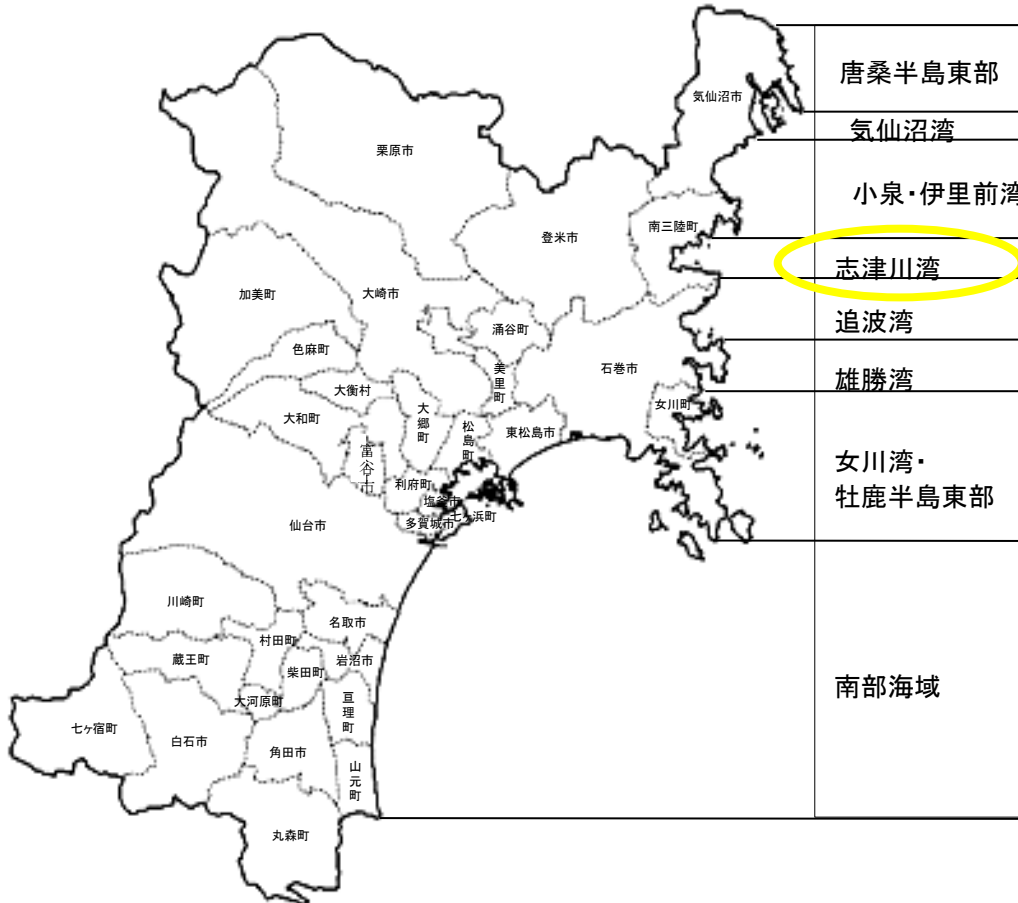 唐桑半島東部
気仙沼市
気仙沼湾
栗原市
小泉・伊里前湾
南三陸町
登米市
志津川湾
加美町
大崎市
追波湾
涌谷町
色麻町
美里町
石巻市
雄勝湾
大衡村
大郷町
女川町
大和町
松島町
東松島市
富谷市
女川湾・
牡鹿半島東部
利府町
塩釜市
七ヶ浜町
多賀城市
仙台市
川崎町
名取市
村田町
蔵王町
岩沼市
柴田町
大河原町
亘理町
南部海域
七ヶ宿町
白石市
角田市
山元町
丸森町